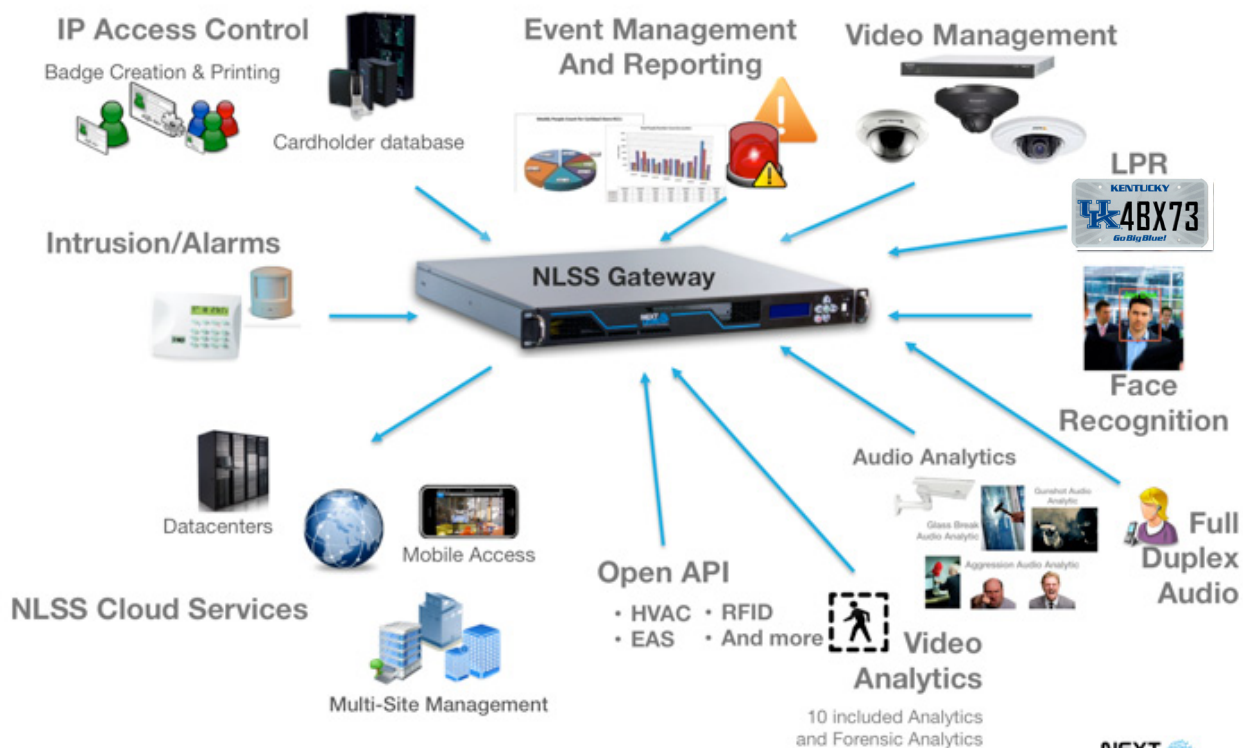 IP Access Control
Badge Creation & Printing
Cardholder database
Event Management
And Reporting
Video Management
LPR
KENTUCKY
UK 4BX73
Go Big Blue!
Intrusion/Alarms
NLSS Gateway
NEXT
Face
Recognition
Audio Analytics
Gunshot Audio
Analytic
Glass Break
Audio Analytic
Aggression Audio Analytic
Full
Duplex
Audio
Datacenters
Mobile Access
NLSS Cloud Services
Multi-Site Management
Open API
• HVAC • RFID
• EAS • And more
Video
Analytics
10 included Analytics
and Forensic Analytics
NEXT